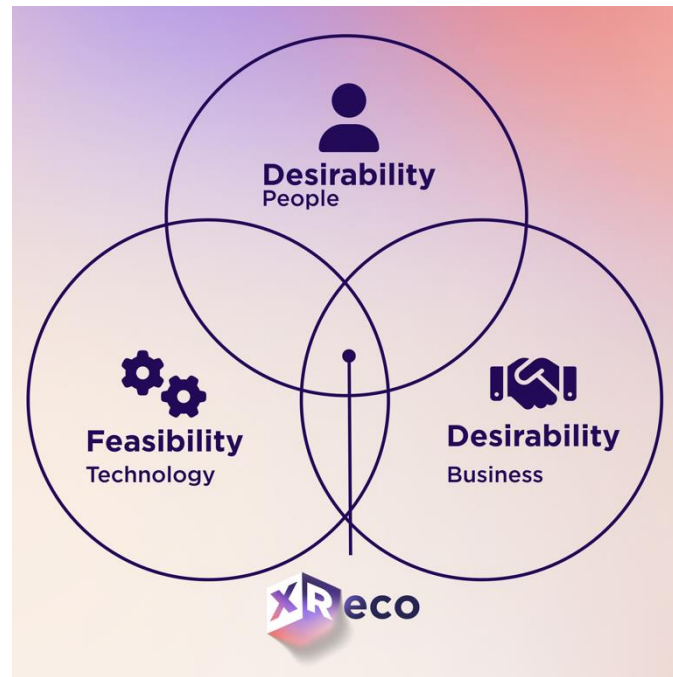 Desirability
People
Feasibility
Technology
Desirability
Business
XReco